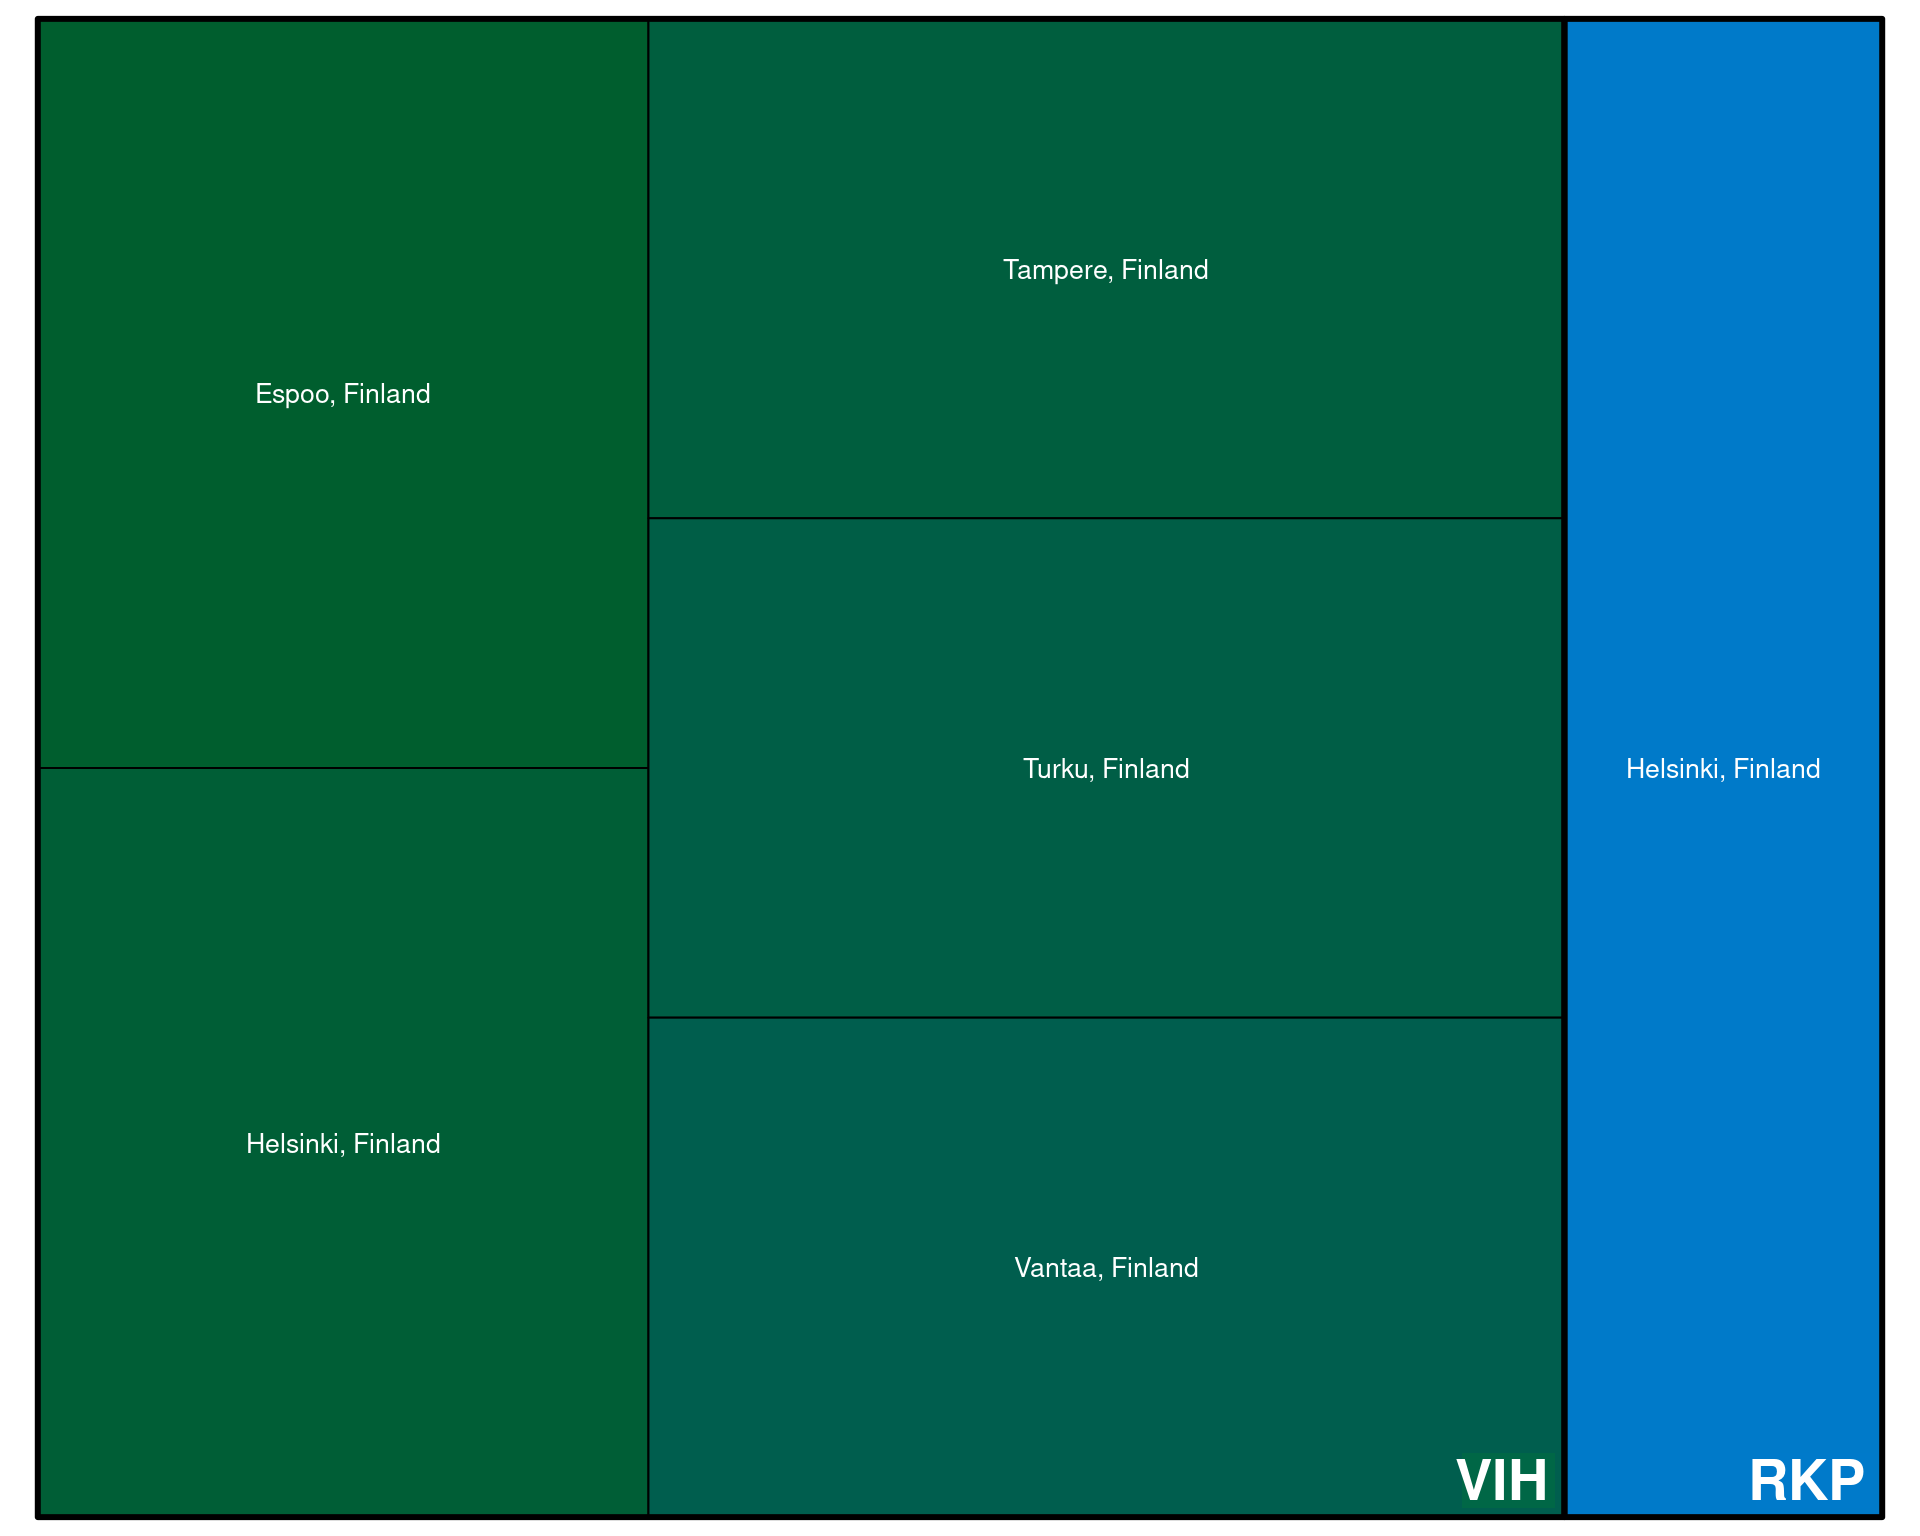 Espoo, Finland
Helsinki, Finland
Tampere, Finland
Turku, Finland
Vantaa, Finland
VIH
Helsinki, Finland
RKP